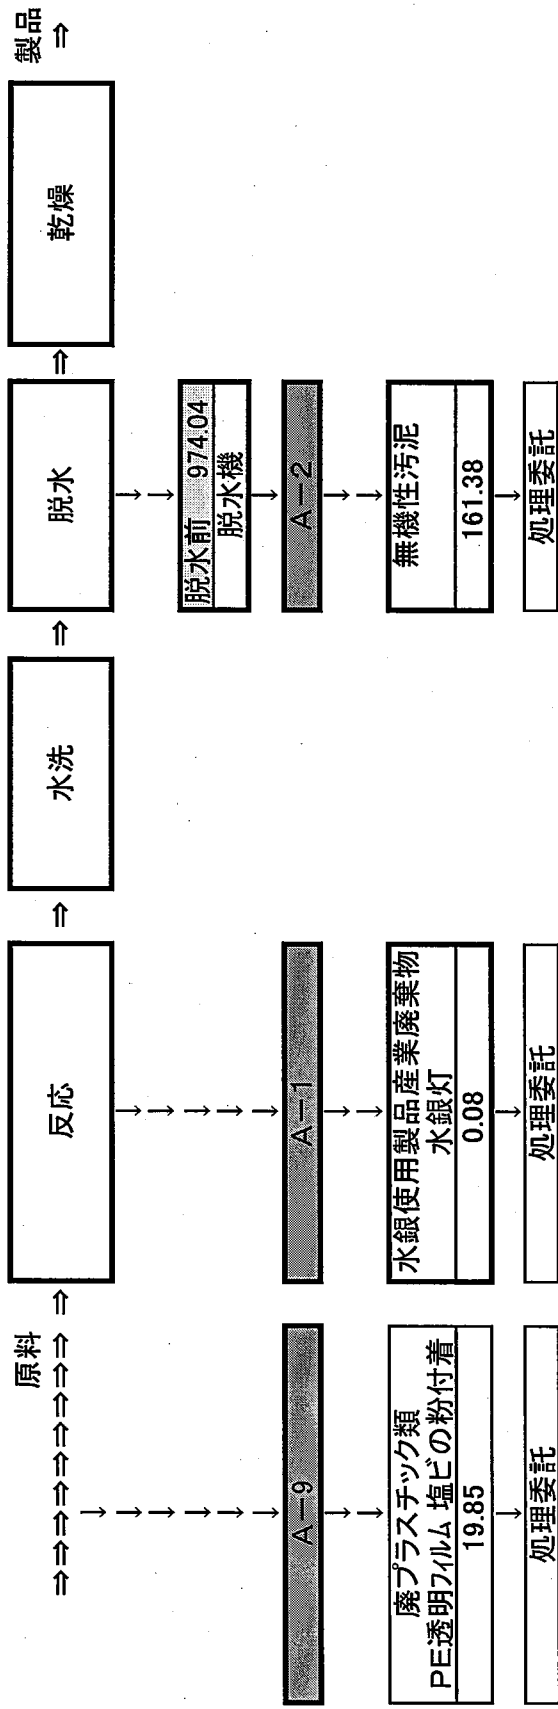 原料
⇒⇒⇒⇒⇒⇒⇒⇒⇒⇒
反応
⇒
水洗
⇒
脱水
⇒
乾燥
⇒
製品
脱水前 974.04
脱水機
A－9
A－1
A－2
廃プラスチック類
PE透明フィルム 塩ビの粉付着
19.85
水銀使用製品産業廃棄物
水銀灯
0.08
無機性汚泥
161.38
処理委託
処理委託
処理委託